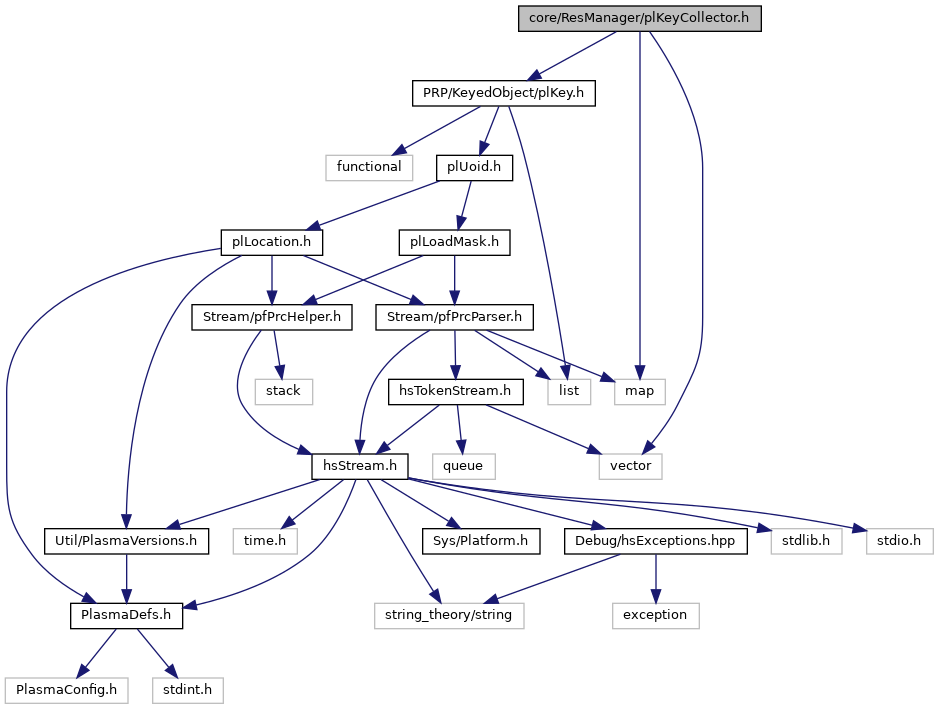 core/ResManager/plKeyCollector.h
PRP/KeyedObject/plKey.h
functional
plUoid.h
plLocation.h
plLoadMask.h
Stream/pfPrcHelper.h
Stream/pfPrcParser.h
stack
hsTokenStream.h
list
map
hsStream.h
queue
vector
Util/PlasmaVersions.h
time.h
Sys/Platform.h
Debug/hsExceptions.hpp
stdlib.h
stdio.h
PlasmaDefs.h
string_theory/string
exception
PlasmaConfig.h
stdint.h